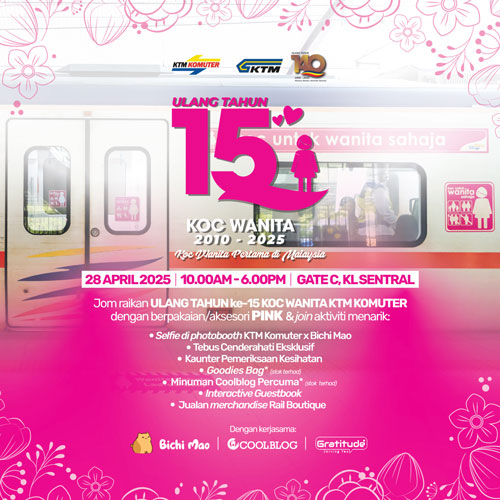 KTM KOMUTER
KTM
140
ULANG TAHUN
15
koc untuk wanita sahaja
wanita
sahaja
KOC WANITA
2010 - 2025
Koc Wanita Pertama di Malaysia
28 APRIL 2025 | 10.00AM - 6.00PM | GATE C, KL SENTRAL
Jom raikan ULANG TAHUN ke-15 KOC WANITA KTM KOMUTER
dengan berpakaian/aksesori PINK & join aktiviti menarik:
• Selfie di photobooth KTM Komuter x Bichi Mao
• Tebus Cenderahati Eksklusif
• Kaunter Pemeriksaan Kesihatan
• Goodies Bag* (stok terhad)
• Minuman Coolblog Percuma* (stok terhad)
• Interactive Guestbook
• Jualan merchandise Rail Boutique
Dengan kerjasama:
Bichi Mao | COOLBLOG | Gratitude